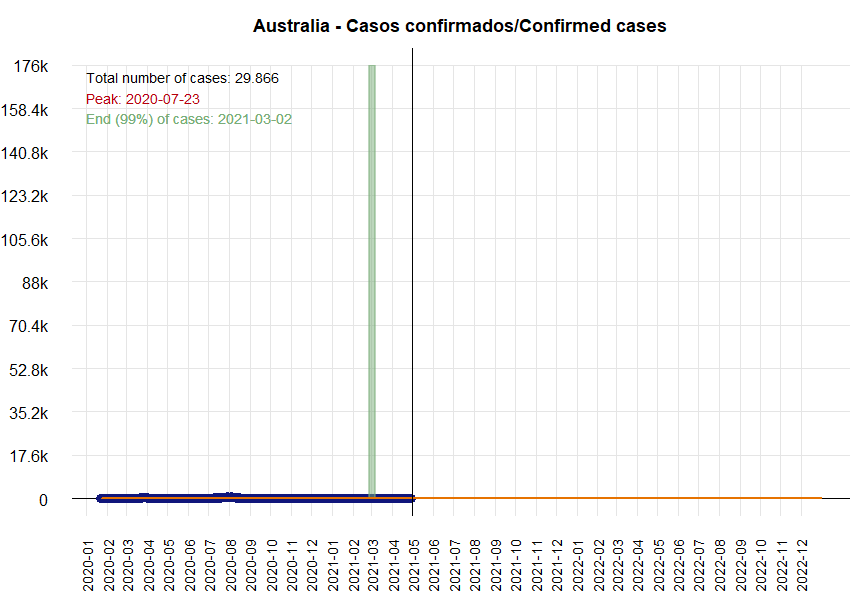 Australia - Casos confirmados/Confirmed cases
176k
158.4k
140.8k
123.2k
105.6k
88k
70.4k
52.8k
35.2k
17.6k
0
Total number of cases: 29.866
Peak: 2020-07-23
End (99%) of cases: 2021-03-02
2020-01
2020-02
2020-03
2020-04
2020-05
2020-06
2020-07
2020-08
2020-09
2020-10
2020-11
2020-12
2021-01
2021-02
2021-03
2021-04
2021-05
2021-06
2021-07
2021-08
2021-09
2021-10
2021-11
2021-12
2022-01
2022-02
2022-03
2022-04
2022-05
2022-06
2022-07
2022-08
2022-09
2022-10
2022-11
2022-12